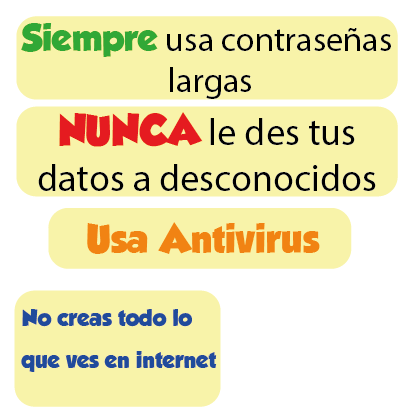 Siempre usa contraseñas
largas
NUNCA le des tus
datos a desconocidos
Usa Antivirus
No creas todo lo
que ves en internet